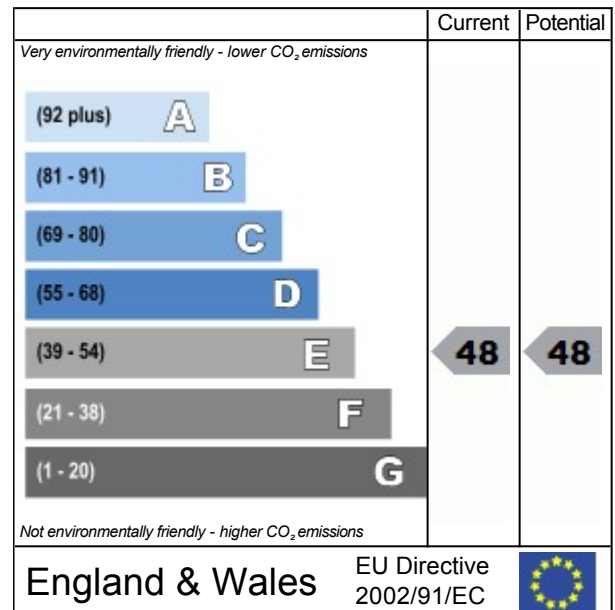 Current Potential
Very environmentally friendly - lower CO₂ emissions
(92 plus) A
(81 - 91) B
(69 - 80) C
(55 - 68) D
(39 - 54) E 48 48
(21 - 38) F
(1 - 20) G
Not environmentally friendly - higher CO₂ emissions
England & Wales
EU Directive
2002/91/EC